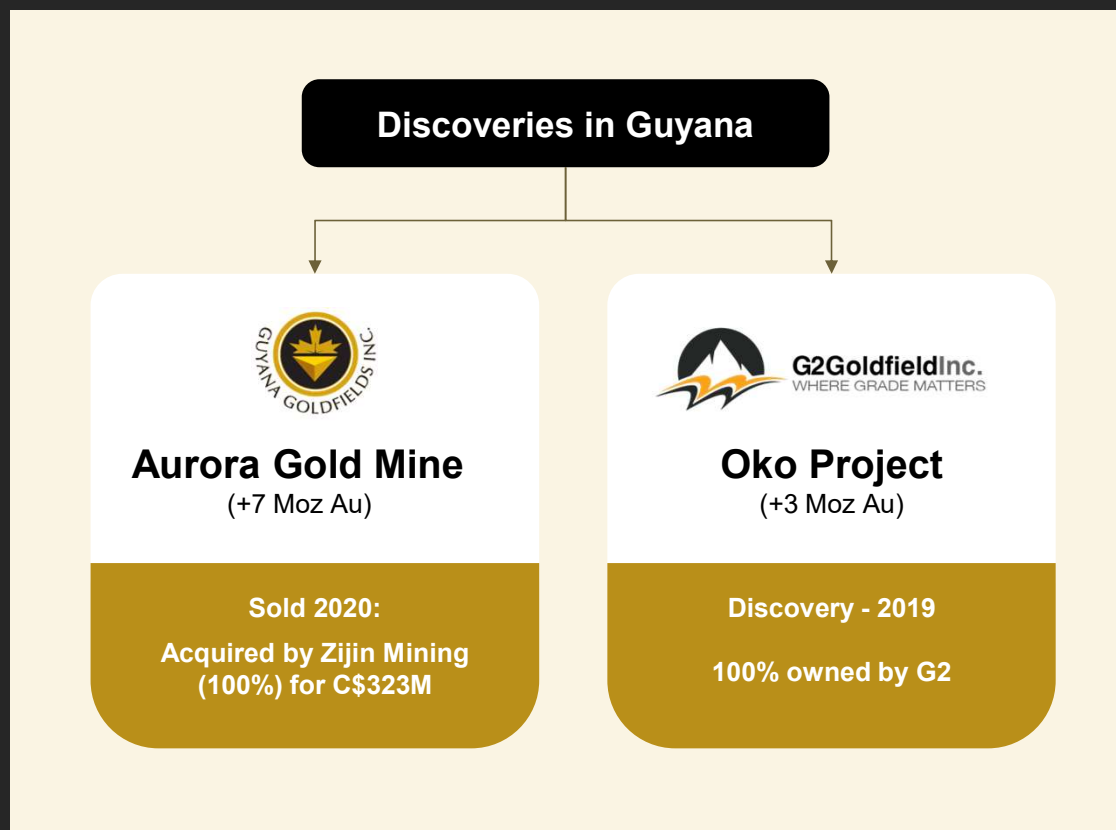 Discoveries in Guyana
GUYANA GOLDFIELDS INC.
Aurora Gold Mine
(+7 Moz Au)
Sold 2020:
Acquired by Zijin Mining
(100%) for C$323M
G2GoldfieldInc.
WHERE GRADE MATTERS
Oko Project
(+3 Moz Au)
Discovery - 2019
100% owned by G2